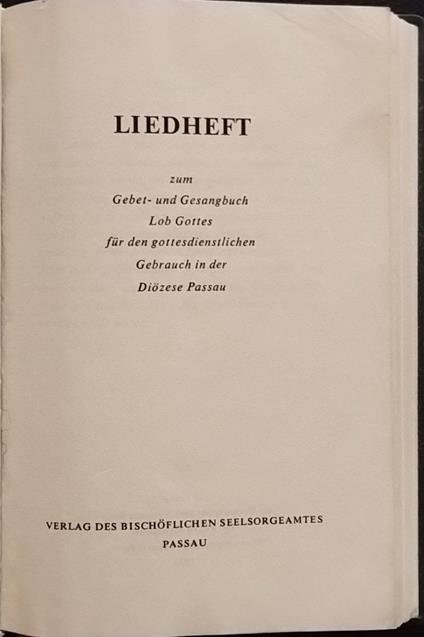 LIEDHEFT
zum
Gebet- und Gesangbuch
Lob Gottes
für den gottesdienstlichen
Gebrauch in der
Diözese Passau
VERLAG DES BISCHÖFLICHEN SEELSORGEAMTES
PASSAU